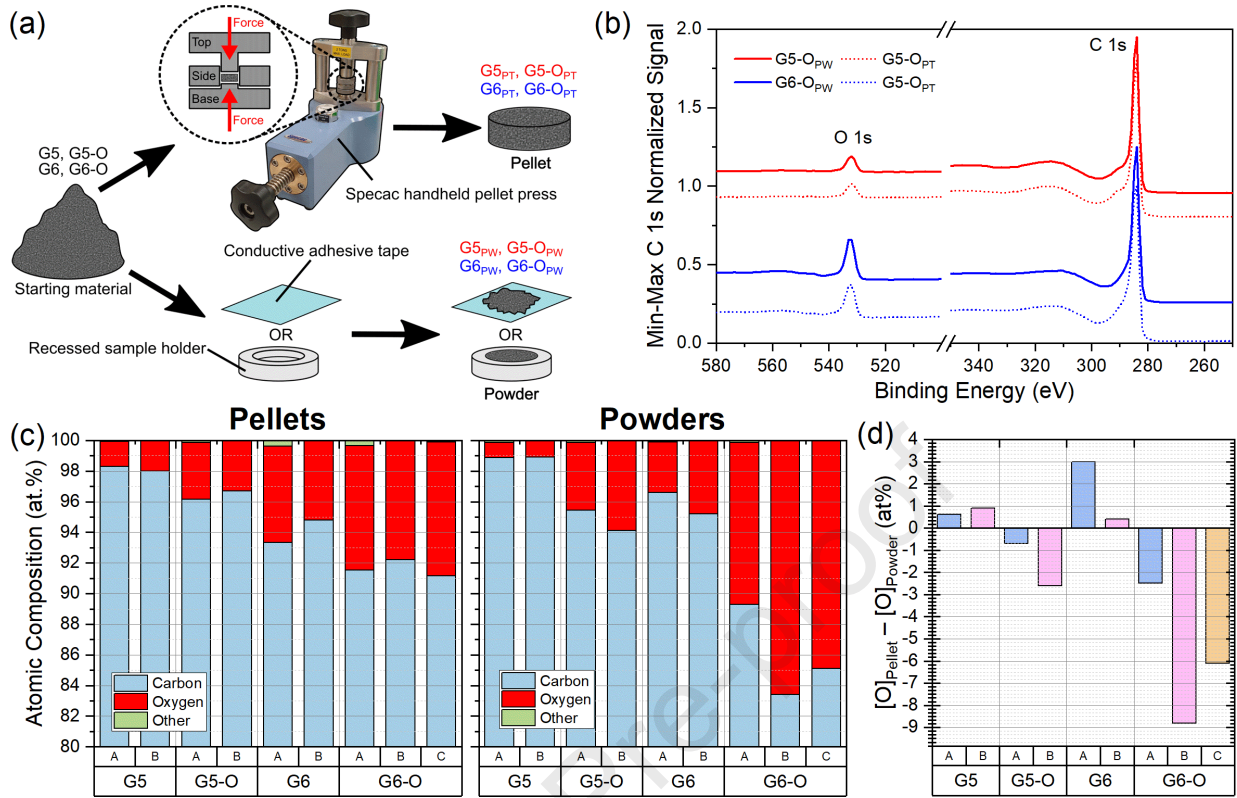 (a)
Force
Top
Side
Base
Force
G5, G5-O
G6, G6-O
Starting material
G5PT, G5-OPT
G6PT, G6-OPT
Pellet
Specac handheld pellet press
Conductive adhesive tape
OR
Recessed sample holder
G5PW, G5-OPW
G6PW, G6-OPW
OR
Powder
(b)
Min-Max C 1s Normalized Signal
2.0
1.5
1.0
0.5
0.0
G5-OPW
G5-OPT
G6-OPW
G5-OPT
C 1s
O 1s
580 560 540 520 340 320 300 280 260
Binding Energy (eV)
(c)
Pellets
Powders
Atomic Composition (at.%)
100
98
96
94
92
90
88
86
84
82
80
Carbon
Oxygen
Other
A B A B A B A B C
G5 G5-O G6 G6-O
Carbon
Oxygen
Other
A B A B A B A B C
G5 G5-O G6 G6-O
(d)
[O]Pellet – [O]Powder (at%)
4
3
2
1
0
-1
-2
-3
-4
-5
-6
-7
-8
-9
A B A B A B A B C
G5 G5-O G6 G6-O
Pre-proof